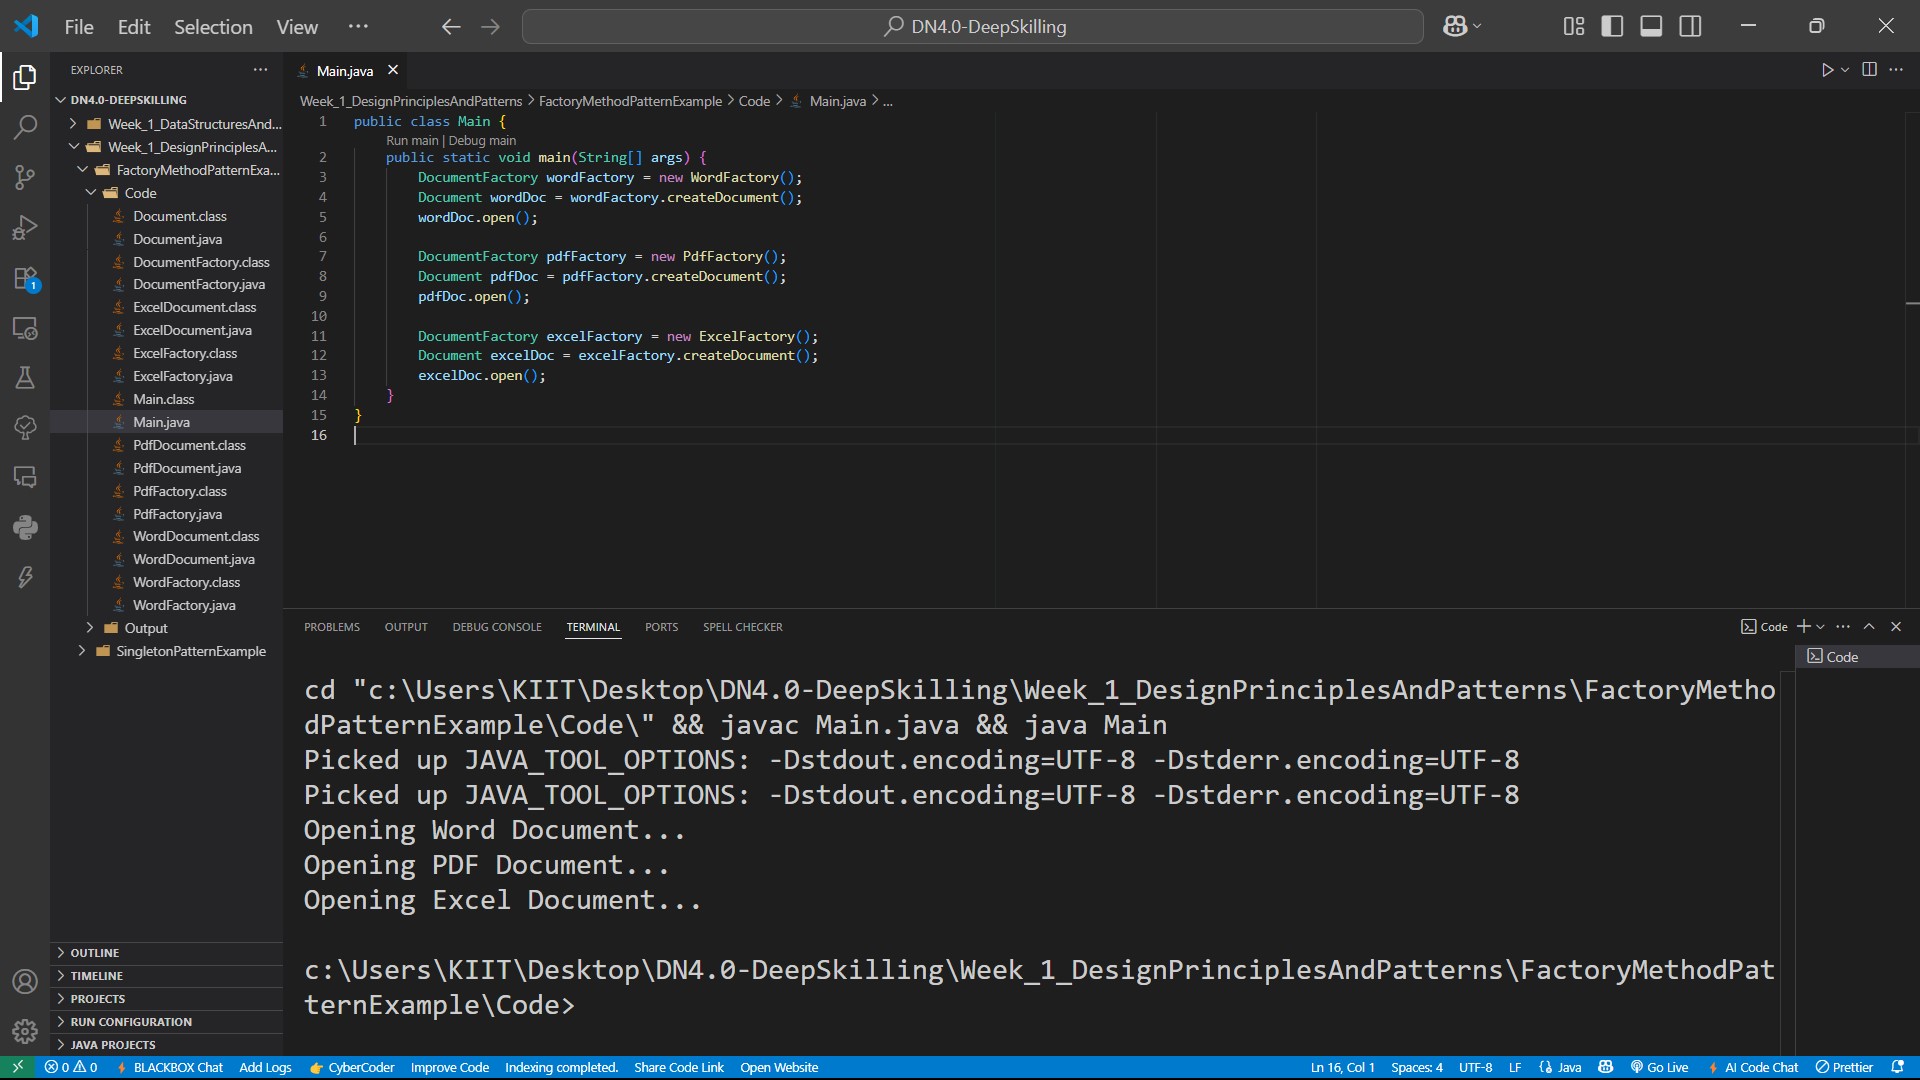 File Edit Selection View ··· DN4.0-DeepSkilling
EXPLORER
DN4.0-DEEPSKILLING
Week_1_DataStructuresAnd...
Week_1_DesignPrinciplesA...
FactoryMethodPatternExa...
Code
Document.class
Document.java
DocumentFactory.class
DocumentFactory.java
ExcelDocument.class
ExcelDocument.java
ExcelFactory.class
ExcelFactory.java
Main.class
Main.java
PdfDocument.class
PdfDocument.java
PdfFactory.class
PdfFactory.java
WordDocument.class
WordDocument.java
WordFactory.class
WordFactory.java
Output
SingletonPatternExample
OUTLINE
TIMELINE
PROJECTS
RUN CONFIGURATION
JAVA PROJECTS
1
Main.java
Week_1_DesignPrinciplesAndPatterns > FactoryMethodPatternExample > Code > Main.java > ...
1 public class Main {
Run main | Debug main
2     public static void main(String[] args) {
3         DocumentFactory wordFactory = new WordFactory();
4         Document wordDoc = wordFactory.createDocument();
5         wordDoc.open();
6
7         DocumentFactory pdfFactory = new PdfFactory();
8         Document pdfDoc = pdfFactory.createDocument();
9         pdfDoc.open();
10
11         DocumentFactory excelFactory = new ExcelFactory();
12         Document excelDoc = excelFactory.createDocument();
13         excelDoc.open();
14     }
15 }
16
PROBLEMS OUTPUT DEBUG CONSOLE TERMINAL PORTS SPELL CHECKER Code
Code
cd "c:\Users\KIIT\Desktop\DN4.0-DeepSkilling\Week_1_DesignPrinciplesAndPatterns\FactoryMetho
dPatternExample\Code\" && javac Main.java && java Main
Picked up JAVA_TOOL_OPTIONS: -Dstdout.encoding=UTF-8 -Dstderr.encoding=UTF-8
Picked up JAVA_TOOL_OPTIONS: -Dstdout.encoding=UTF-8 -Dstderr.encoding=UTF-8
Opening Word Document...
Opening PDF Document...
Opening Excel Document...
c:\Users\KIIT\Desktop\DN4.0-DeepSkilling\Week_1_DesignPrinciplesAndPatterns\FactoryMethodPat
ternExample\Code>
0 0 BLACKBOX Chat Add Logs CyberCoder Improve Code Indexing completed. Share Code Link Open Website Ln 16, Col 1 Spaces: 4 UTF-8 LF {} Java Go Live AI Code Chat Prettier